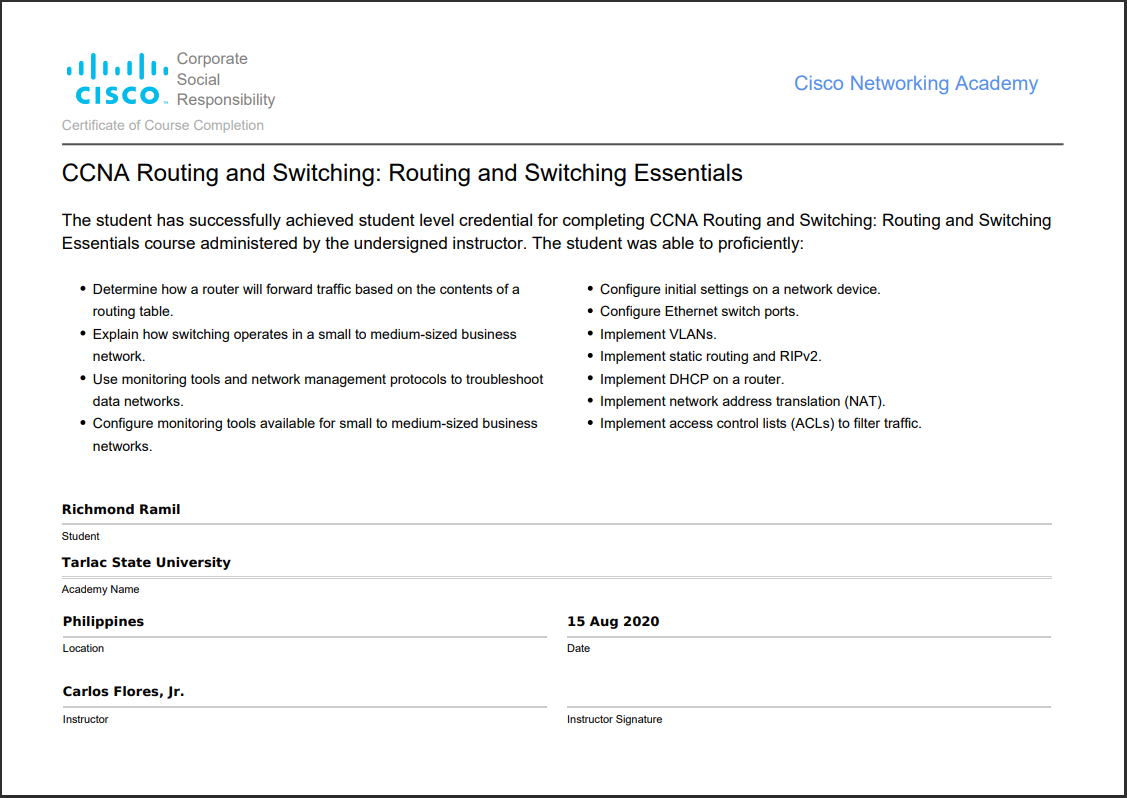 Corporate
Social
CISCO™ Responsibility
Cisco Networking Academy
Certificate of Course Completion
CCNA Routing and Switching: Routing and Switching Essentials
The student has successfully achieved student level credential for completing CCNA Routing and Switching: Routing and Switching
Essentials course administered by the undersigned instructor. The student was able to proficiently:
• Determine how a router will forward traffic based on the contents of a
routing table.
• Explain how switching operates in a small to medium-sized business
network.
• Use monitoring tools and network management protocols to troubleshoot
data networks.
• Configure monitoring tools available for small to medium-sized business
networks.
• Configure initial settings on a network device.
• Configure Ethernet switch ports.
• Implement VLANs.
• Implement static routing and RIPv2.
• Implement DHCP on a router.
• Implement network address translation (NAT).
• Implement access control lists (ACLs) to filter traffic.
Richmond Ramil
Student
Tarlac State University
Academy Name
Philippines
Location
15 Aug 2020
Date
Carlos Flores, Jr.
Instructor
Instructor Signature